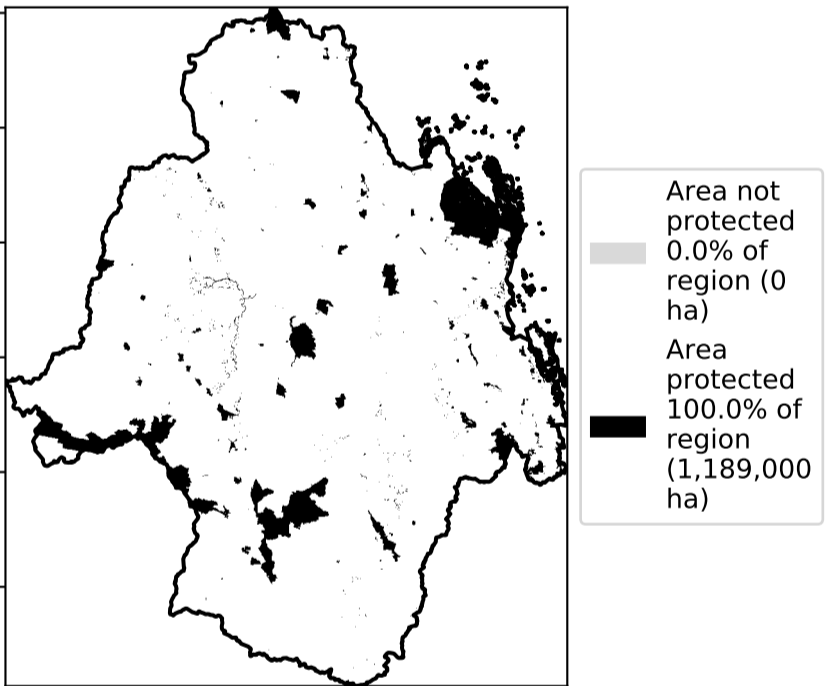 Area not
protected
0.0% of
region (0
ha)
Area
protected
100.0% of
region
(1,189,000
ha)